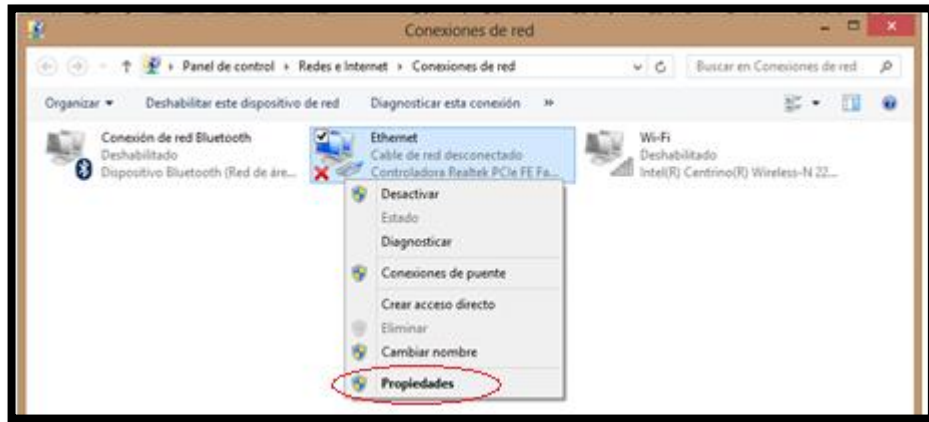 Conexiones de red
Panel de control Redes e Internet Conexiones de red
Buscar en Conexiones de red
Organizar
Deshabilitar este dispositivo de red
Diagnosticar esta conexión
Conexión de red Bluetooth
Deshabilitado
Dispositivo Bluetooth (Red de áre...
Ethernet
Cable de red desconectado
Controladora Realtek PCIe FE Fa...
Wi-Fi
Deshabilitado
Intel(R) Centrino(R) Wireless-N 22...
Desactivar
Estado
Diagnosticar
Conexiones de puente
Crear acceso directo
Eliminar
Cambiar nombre
Propiedades